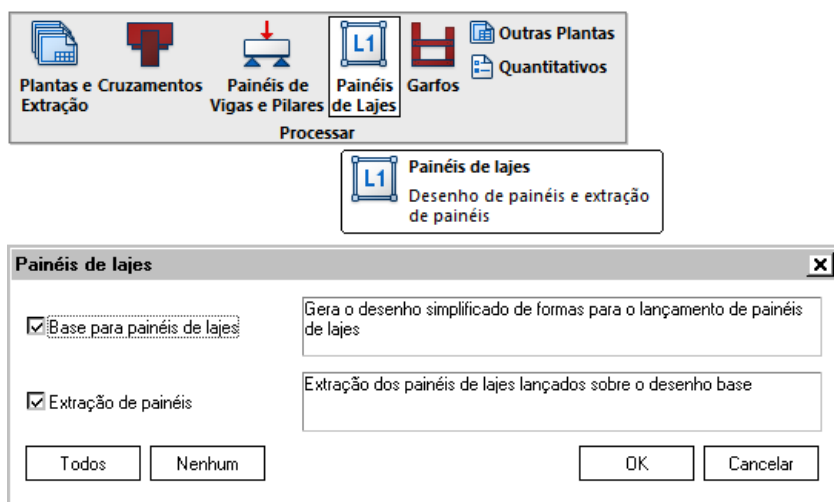 Plantas e
Extração
Cruzamentos
Painéis de
Vigas e Pilares
L1
Painéis
de Lajes
Garfos
Outras Plantas
Quantitativos
Processar
L1
Painéis de lajes
Desenho de painéis e extração
de painéis
Painéis de lajes
Base para painéis de lajes
Gera o desenho simplificado de formas para o lançamento de painéis
de lajes
Extração de painéis
Extração dos painéis de lajes lançados sobre o desenho base
Todos
Nenhum
OK
Cancelar